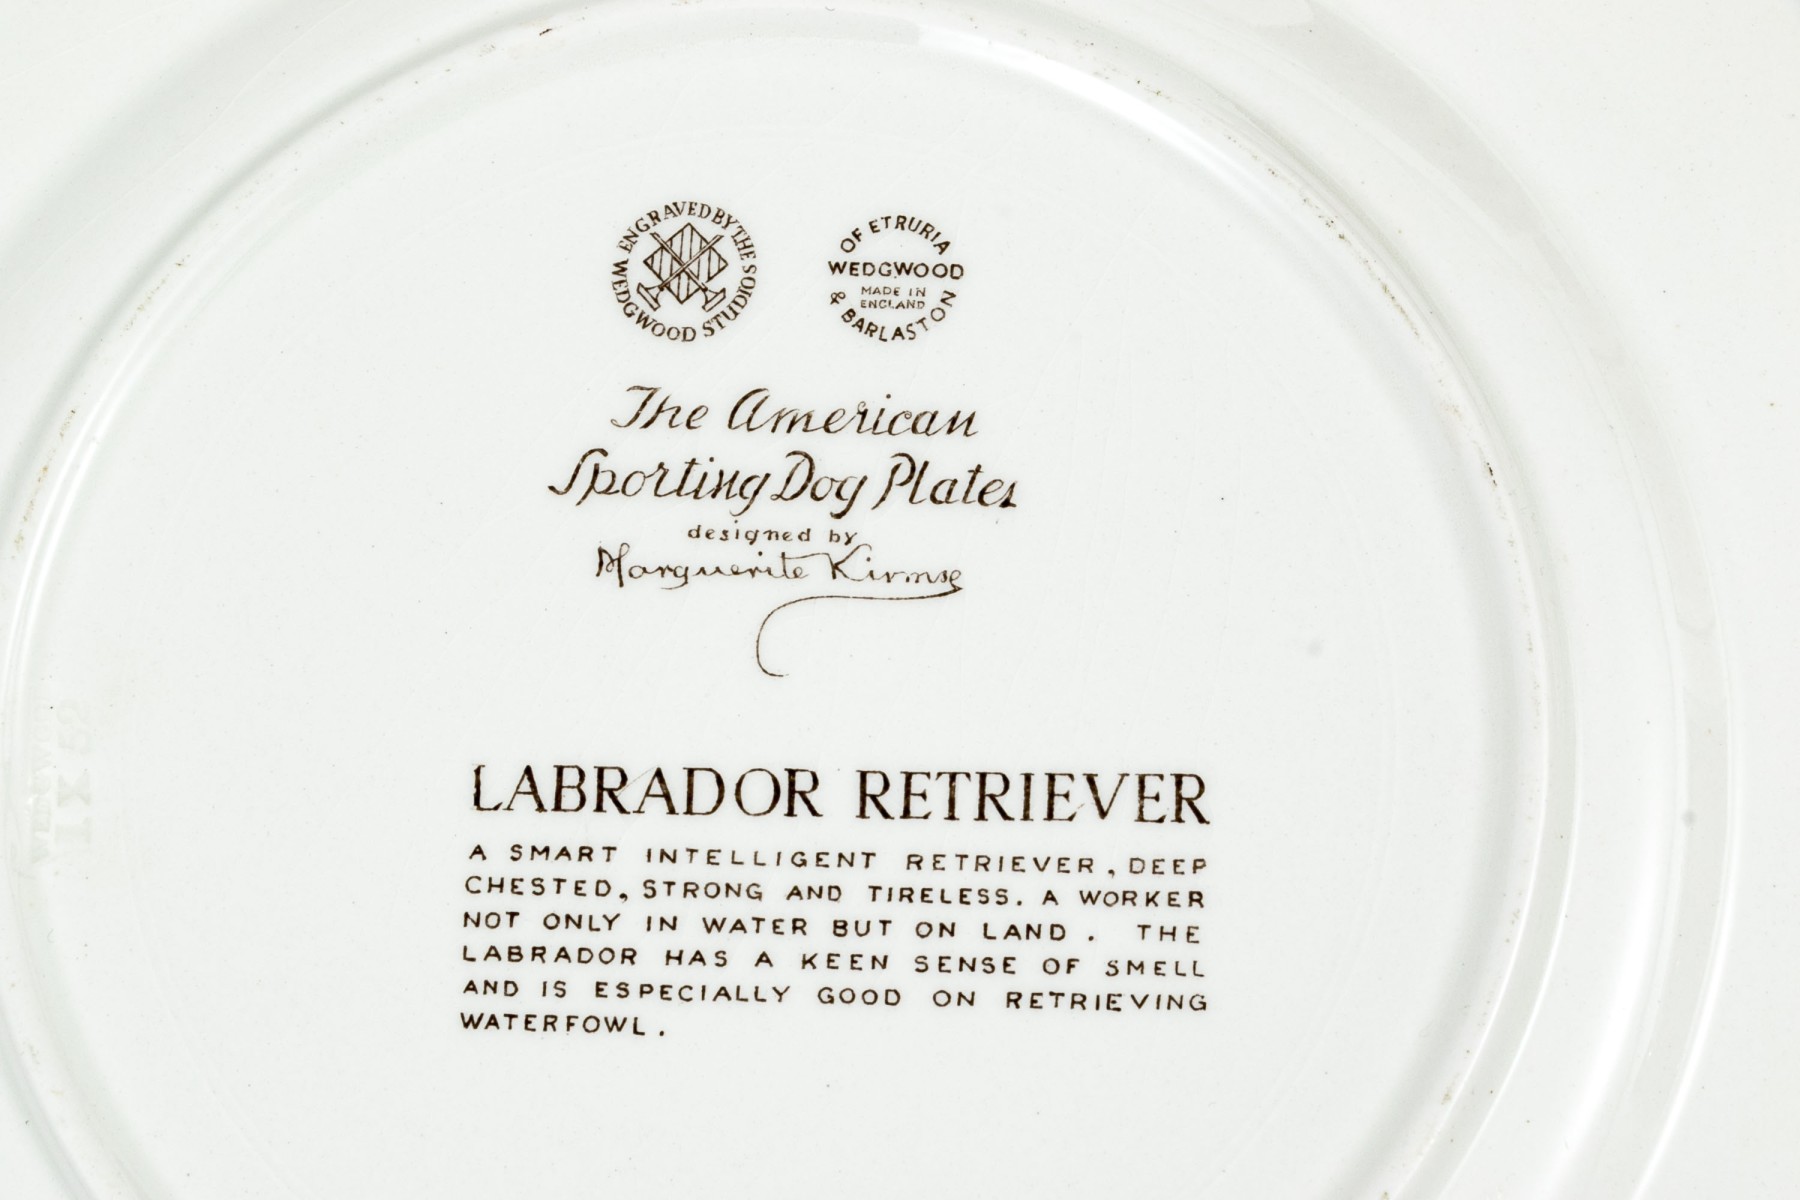 ENGRAVED BY THE
WEDGWOOD STUDIOS
OF ETRURIA
WEDGWOOD
MADE IN
ENGLAND
& BARLASTON
The American
Sporting Dog Plates
designed by
Marguerite Kirmse
LABRADOR RETRIEVER
A SMART INTELLIGENT RETRIEVER, DEEP
CHESTED, STRONG AND TIRELESS. A WORKER
NOT ONLY IN WATER BUT ON LAND. THE
LABRADOR HAS A KEEN SENSE OF SMELL
AND IS ESPECIALLY GOOD ON RETRIEVING
WATERFOWL.